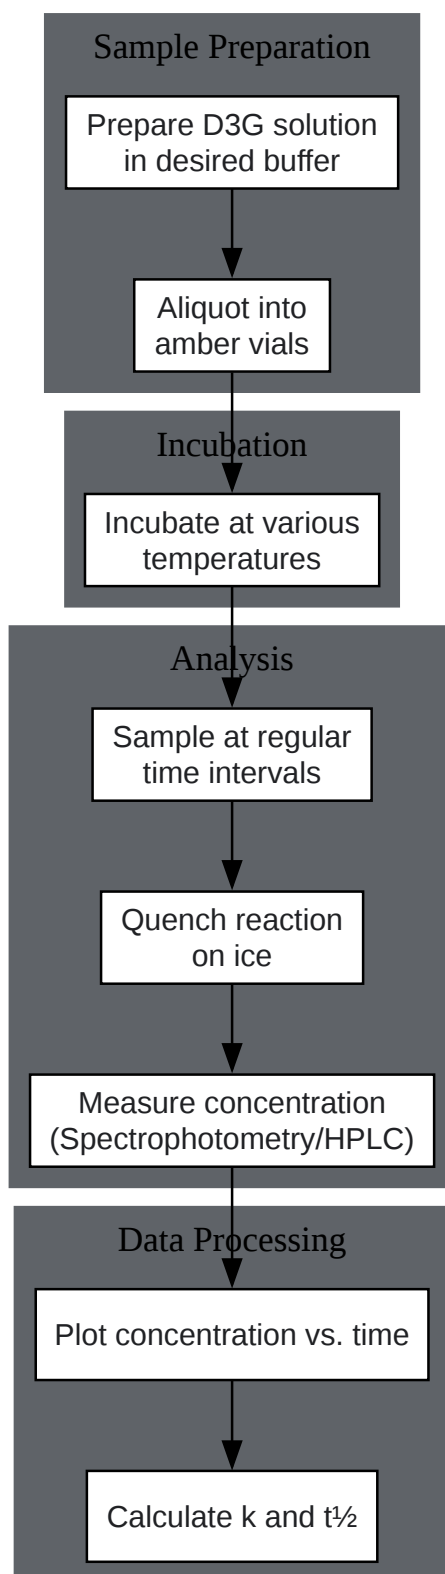 Sample Preparation
Prepare D3G solution
in desired buffer
Aliquot into
amber vials
Incubation
Incubate at various
temperatures
Analysis
Sample at regular
time intervals
Quench reaction
on ice
Measure concentration
(Spectrophotometry/HPLC)
Data Processing
Plot concentration vs. time
Calculate k and t½